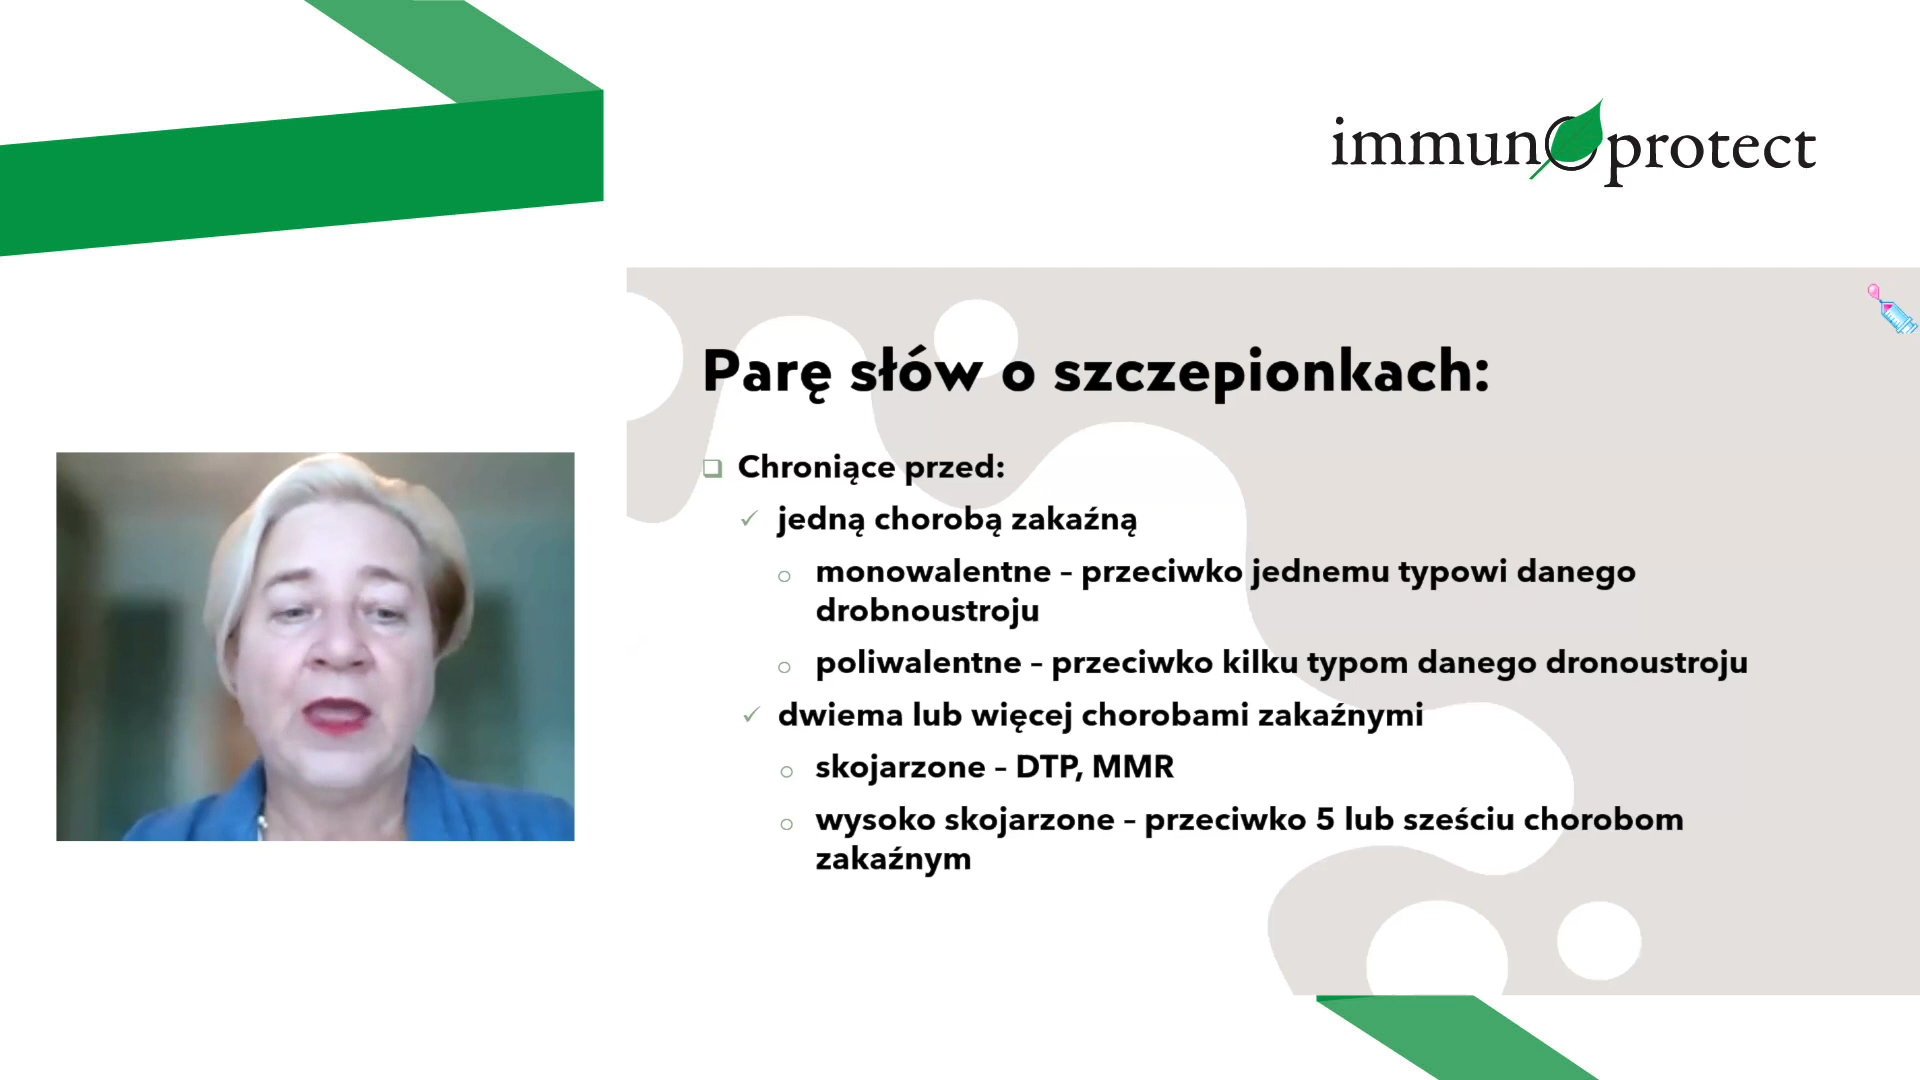 immunoprotect
Parę słów o szczepionkach:
Chroniące przed:
jedną chorobą zakaźną
monowalentne – przeciwko jednemu typowi danego
drobnoustroju
poliwalentne – przeciwko kilku typom danego dronoustroju
dwiema lub więcej chorobami zakaźnymi
skojarzone – DTP, MMR
wysoko skojarzone – przeciwko 5 lub sześciu chorobom
zakaźnym